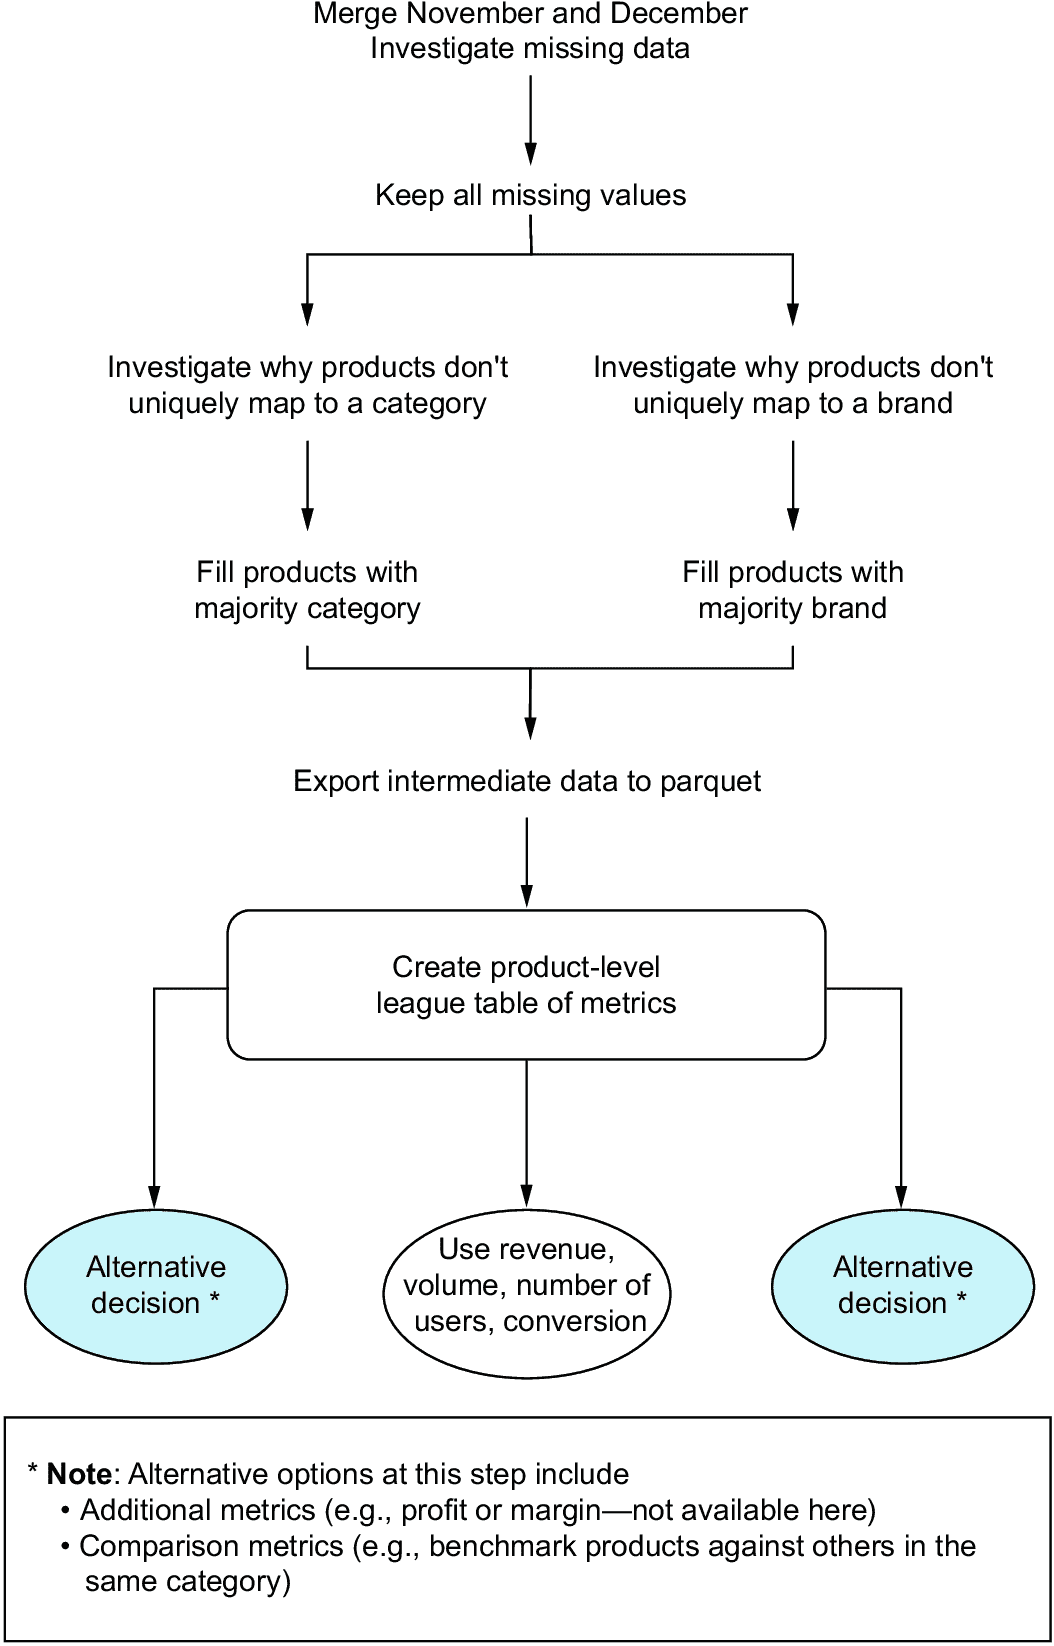 Merge November and December
Investigate missing data
Keep all missing values
Investigate why products don't
uniquely map to a category
Investigate why products don't
uniquely map to a brand
Fill products with
majority category
Fill products with
majority brand
Export intermediate data to parquet
Create product-level
league table of metrics
Alternative
decision *
Use revenue,
volume, number of
users, conversion
Alternative
decision *
* Note: Alternative options at this step include
• Additional metrics (e.g., profit or margin—not available here)
• Comparison metrics (e.g., benchmark products against others in the
same category)